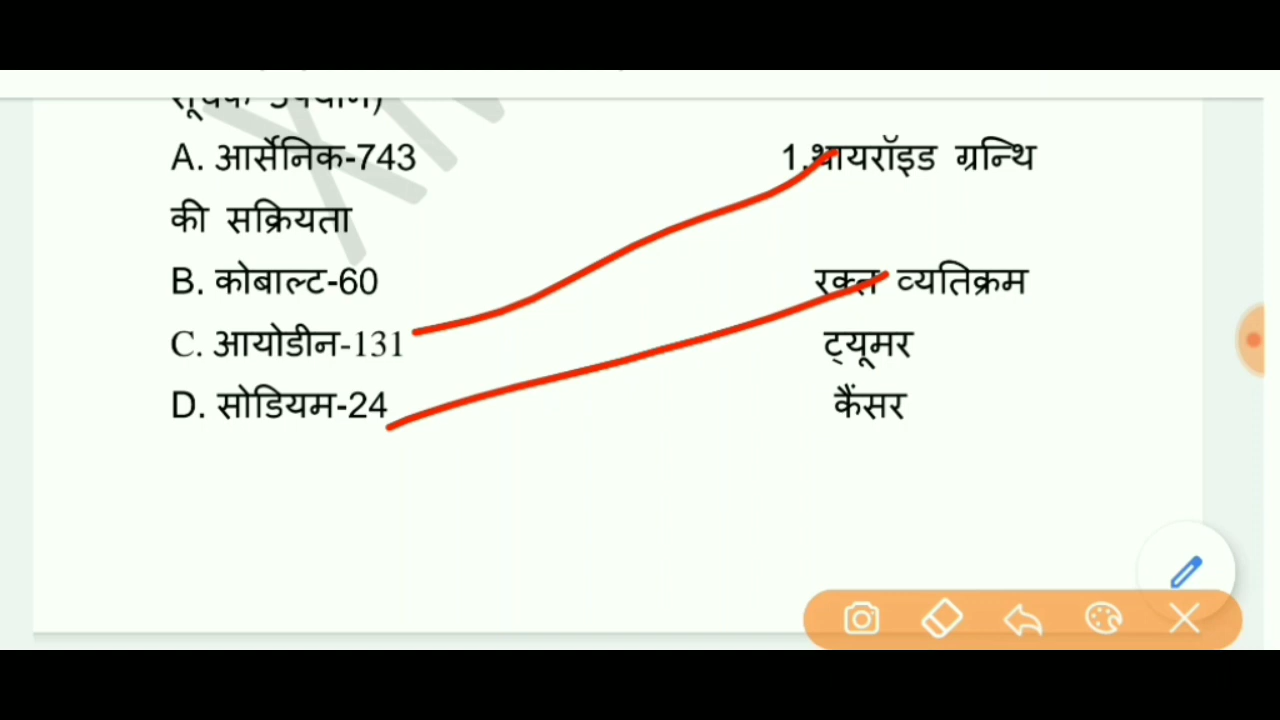 A. आर्सेनिक-743 1.थायरॉइड ग्रन्थि
की सक्रियता
B. कोबाल्ट-60 रक्त व्यतिक्रम
C. आयोडीन-131 ट्यूमर
D. सोडियम-24 कैंसर